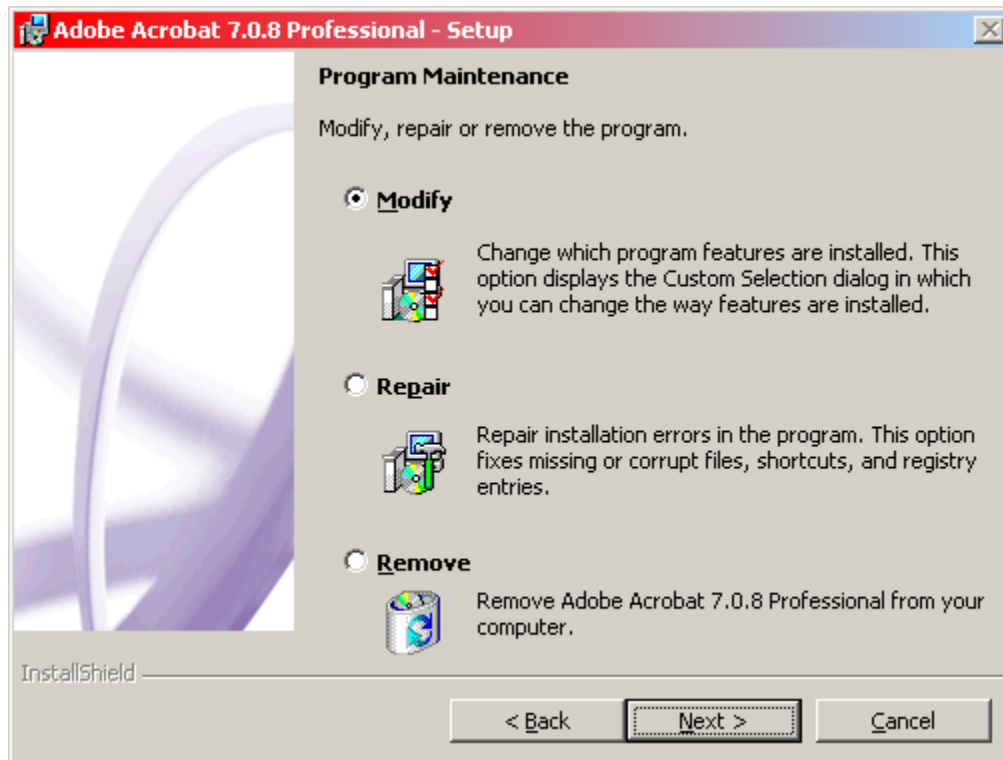 Adobe Acrobat 7.0.8 Professional - Setup
Program Maintenance
Modify, repair or remove the program.
Modify
Change which program features are installed. This
option displays the Custom Selection dialog in which
you can change the way features are installed.
Repair
Repair installation errors in the program. This option
fixes missing or corrupt files, shortcuts, and registry
entries.
Remove
Remove Adobe Acrobat 7.0.8 Professional from your
computer.
InstallShield
< Back
Next >
Cancel